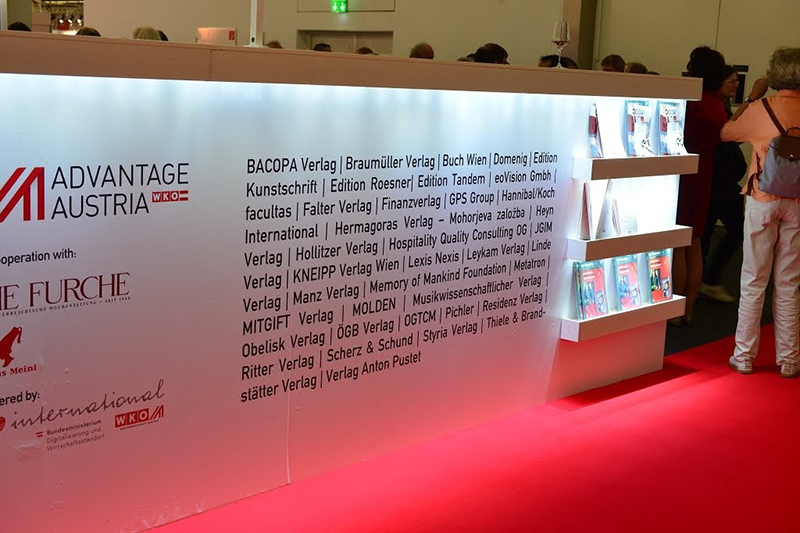 ADVANTAGE
AUSTRIA WKO
ooperation with:
E FURCHE
s Meinl
ered by:
international
Bundesministerium
Digitalisierung und
Wirtschaftsstandort
WKO
BACOPA Verlag | Braumüller Verlag | Buch Wien | Domenig | Edition
Kunstschrift | Edition Roesner| Edition Tandem | eoVision Gmbh |
facultas | Falter Verlag | Finanzverlag | GPS Group | Hannibal/Koch
International | Hermagoras Verlag – Mohorjeva založba | Heyn
Verlag | Hollitzer Verlag | Hospitality Quality Consulting OG | JGIM
Verlag | KNEIPP Verlag Wien | Lexis Nexis | Leykam Verlag | Linde
Verlag | Manz Verlag | Memory of Mankind Foundation | Metatron |
MITGIFT Verlag | MOLDEN | Musikwissenschaftlicher Verlag |
Obelisk Verlag | ÖGB Verlag | OGTCM | Pichler | Residenz Verlag |
Ritter Verlag | Scherz & Schund | Styria Verlag | Thiele & Brand-
stätter Verlag | Verlag Anton Pustet